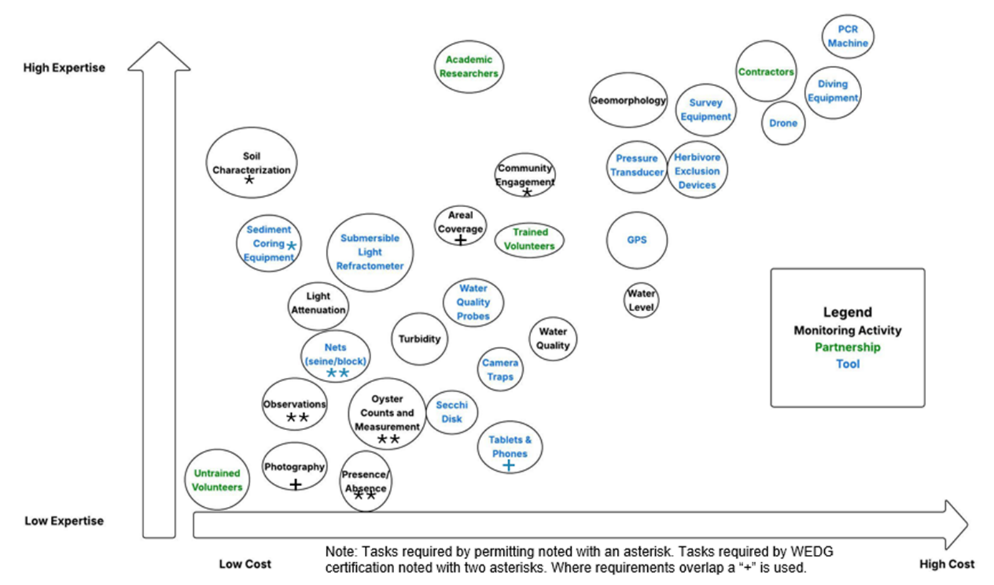 PCR
Machine
High Expertise
Academic
Researchers
Contractors
Diving
Equipment
Geomorphology
Survey
Equipment
Drone
Soil
Characterization
*
Community
Engagement
*
Pressure
Transducer
Herbivore
Exclusion
Devices
Sediment
Coring *
Equipment
Submersible
Light
Refractometer
Areal
Coverage
+
Trained
Volunteers
GPS
Light
Attenuation
Water
Quality
Probes
Water
Level
Turbidity
Water
Quality
Nets
(seine/block)
**
Camera
Traps
Legend
Monitoring Activity
Partnership
Tool
Observations
**
Oyster
Counts and
Measurement
**
Secchi
Disk
Tablets &
Phones
+
Untrained
Volunteers
Photography
+
Presence/
Absence
**
Low Expertise
Low Cost
High Cost
Note: Tasks required by permitting noted with an asterisk. Tasks required by WEDG
certification noted with two asterisks. Where requirements overlap a “+” is used.